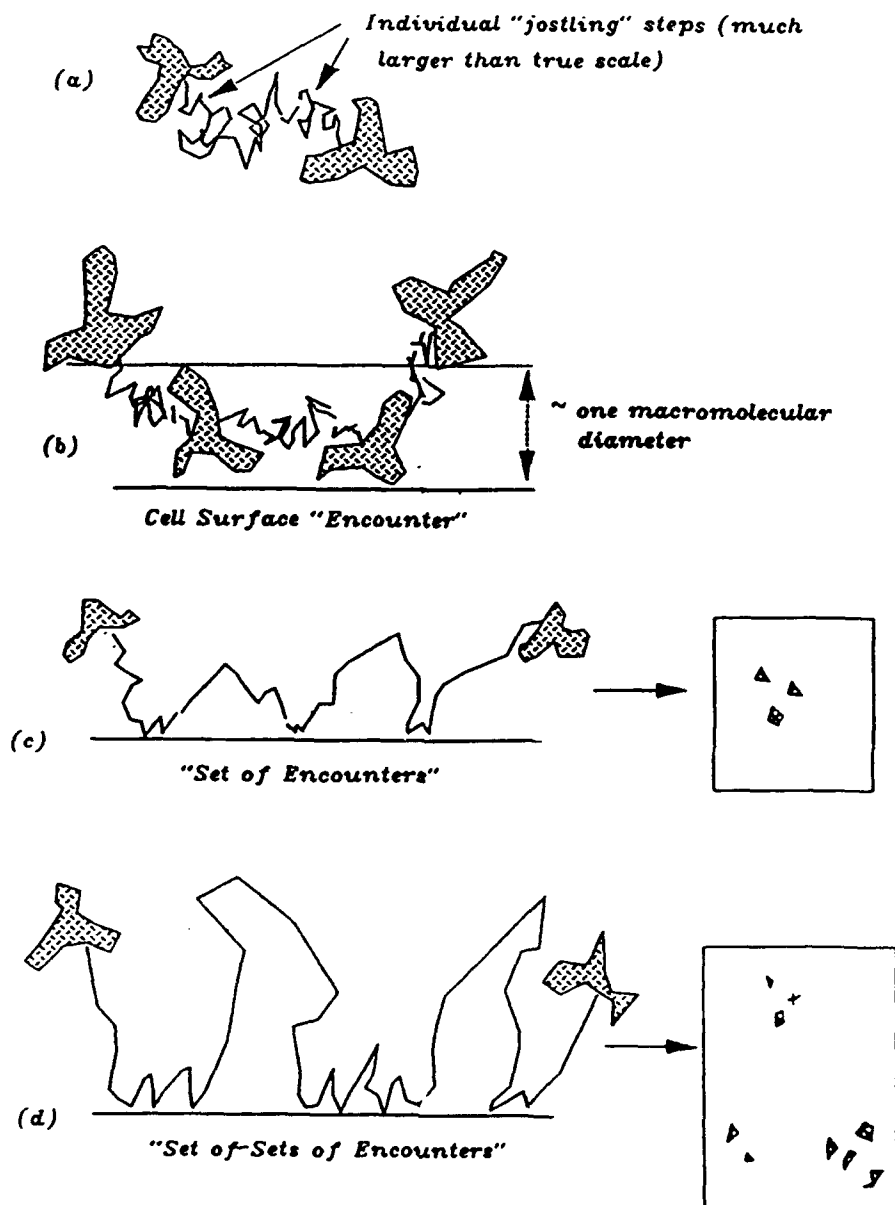 Individual "jostling" steps (much
larger than true scale)
(a)
(b)
~ one macromolecular
diameter
Cell Surface "Encounter"
(c)
"Set of Encounters"
(d)
"Set of-Sets of Encounters"